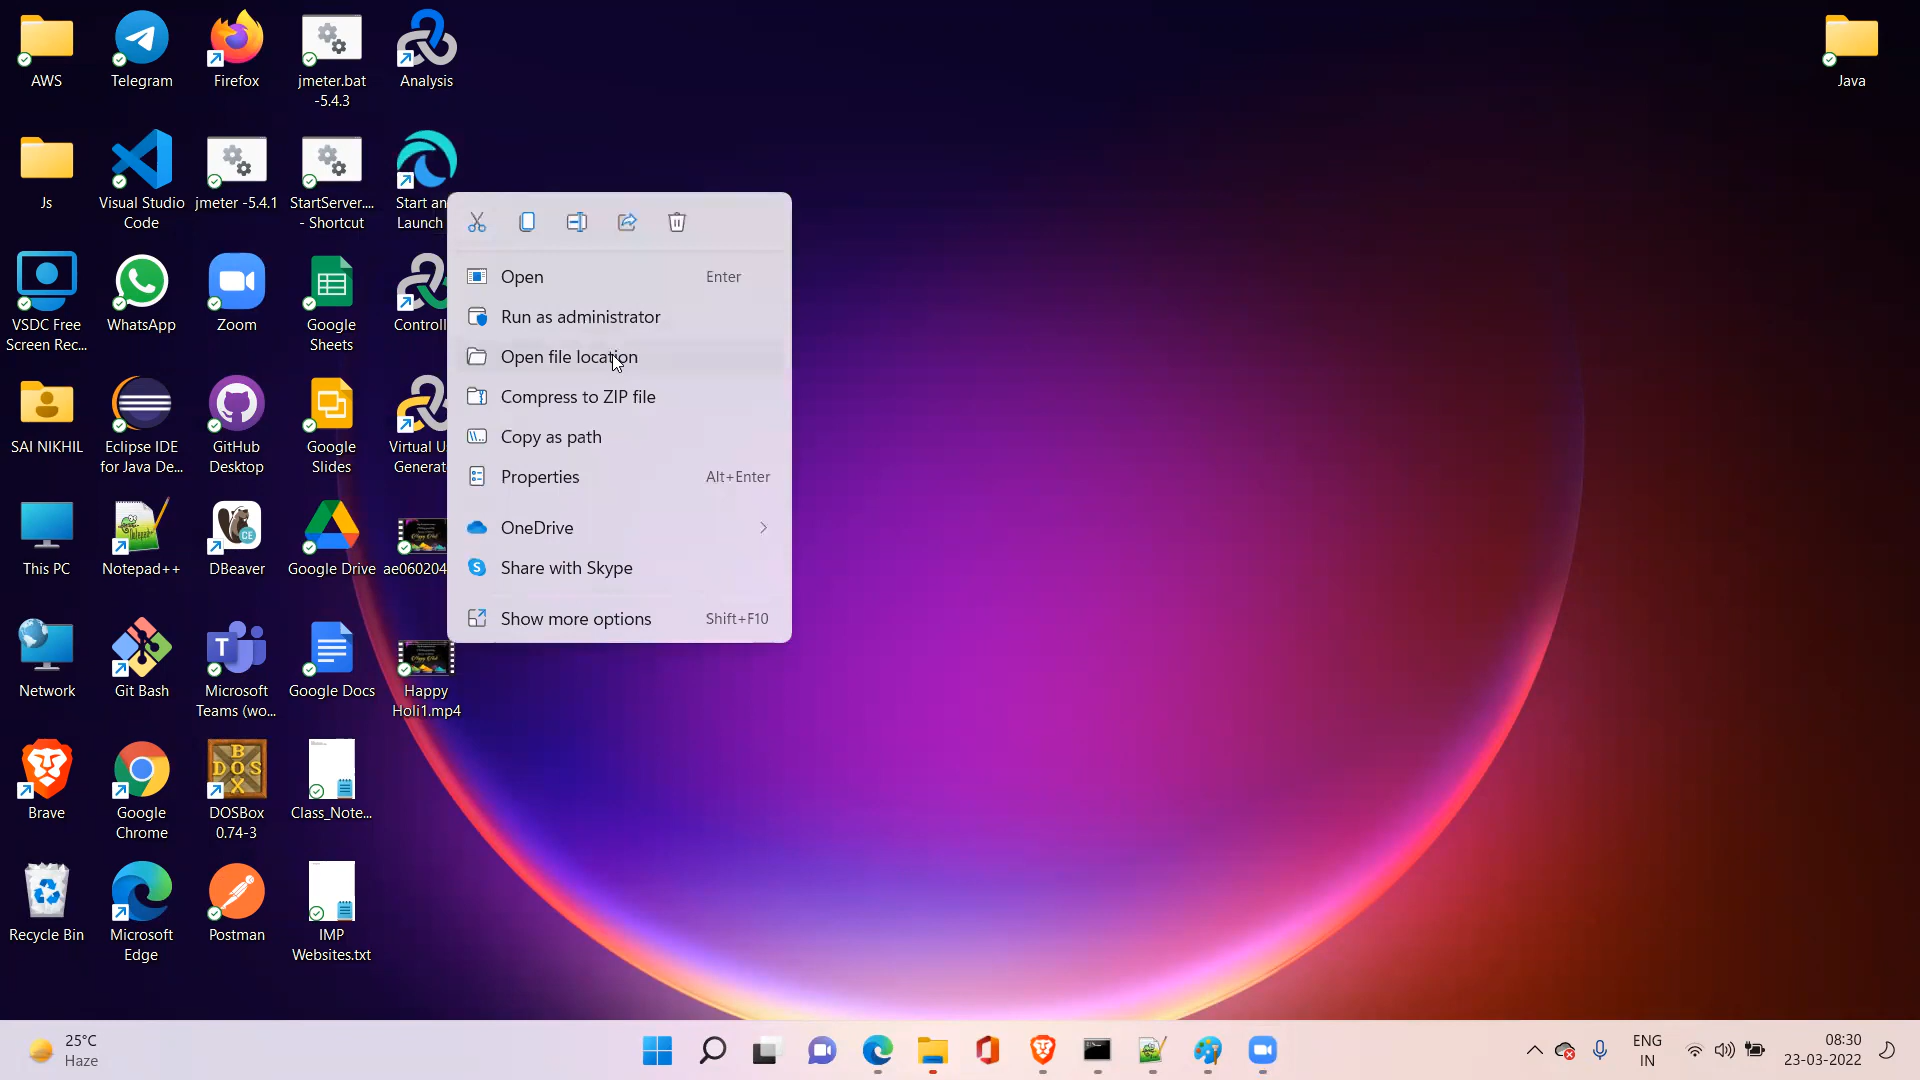 AWS
Telegram
Firefox
jmeter.bat
-5.4.3
Analysis
Java
Js
Visual Studio
Code
jmeter -5.4.1
StartServer....
- Shortcut
Start an
Launch
VSDC Free
Screen Rec...
WhatsApp
Zoom
Google
Sheets
Controll
Open Enter
Run as administrator
Open file location
Compress to ZIP file
Copy as path
Properties Alt+Enter
OneDrive
Share with Skype
Show more options Shift+F10
SAI NIKHIL
Eclipse IDE
for Java De...
GitHub
Desktop
Google
Slides
Virtual U
Generat
This PC
Notepad++
DBeaver
Google Drive
ae060204
Network
Git Bash
Microsoft
Teams (wo...
Google Docs
Happy
Holi1.mp4
Brave
Google
Chrome
DOSBox
0.74-3
Class_Note...
Recycle Bin
Microsoft
Edge
Postman
IMP
Websites.txt
25°C
Haze
ENG
IN
08:30
23-03-2022